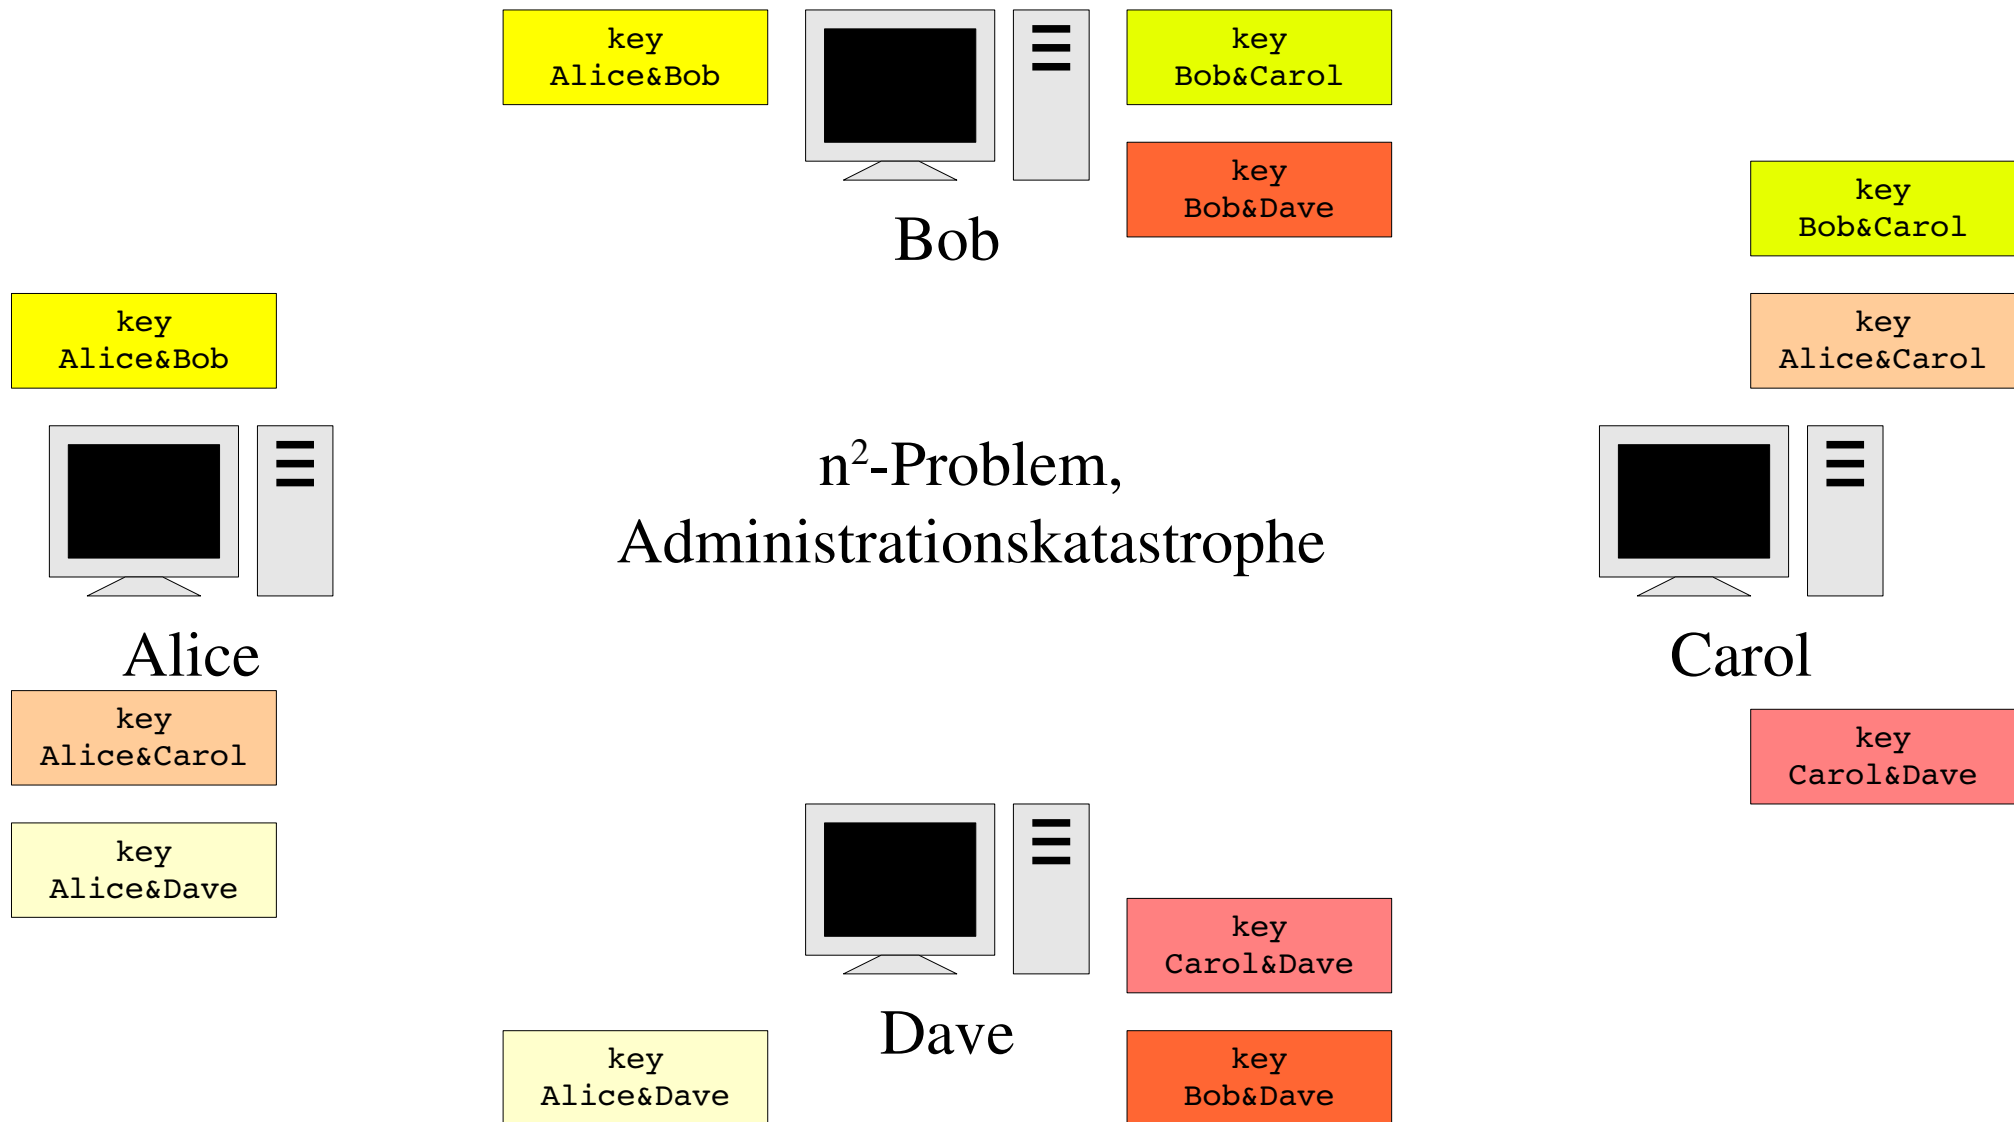 key
Alice&Bob
key
Bob&Carol
key
Bob&Dave
Bob
key
Bob&Carol
key
Alice&Bob
key
Alice&Carol
n²-Problem,
Administrationskatastrophe
Alice
Carol
key
Alice&Carol
key
Carol&Dave
key
Alice&Dave
key
Carol&Dave
Dave
key
Alice&Dave
key
Bob&Dave